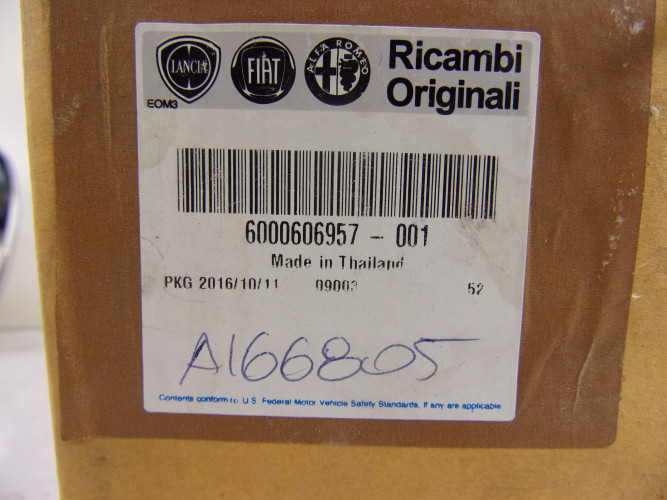 LANCIA FIAT ALFA ROMEO Ricambi
EOM3 Originali
6000606957 - 001
Made in Thailand
PKG 2016/10/11 52
A166805
Contents conform to U.S. Federal Motor Vehicle Safety Standards, if any are applicable